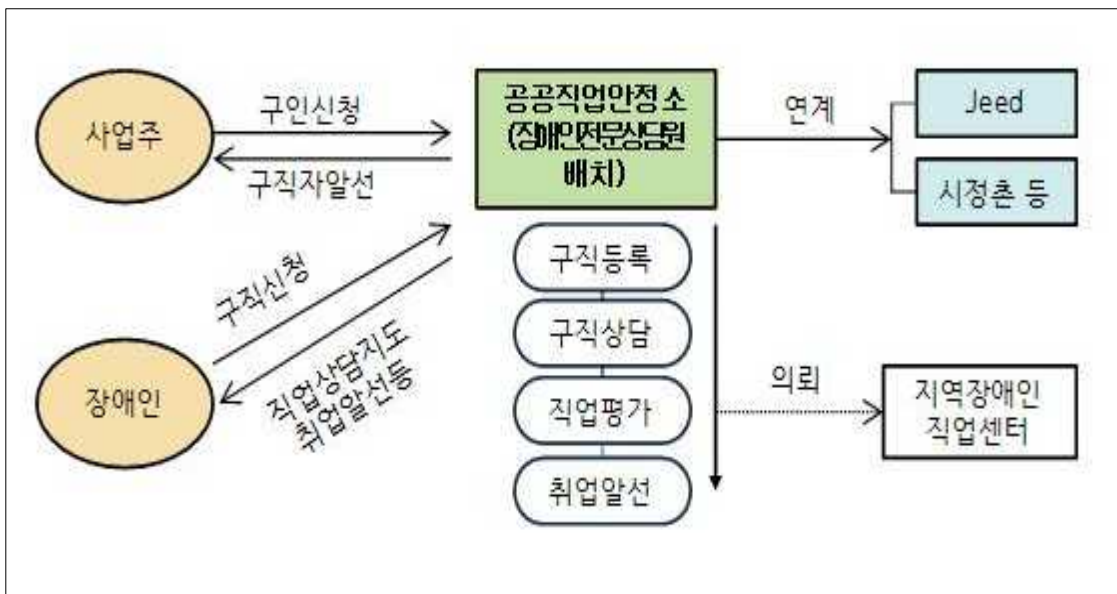 사업주
구인신청
구직자알선
공공직업안정소
(장애인전문상담원
배치)
연계
Jeed
시정촌 등
구직신청
직업상담지도
취업알선등
장애인
구직등록
구직상담
직업평가
취업알선
의뢰
지역장애인
직업센터